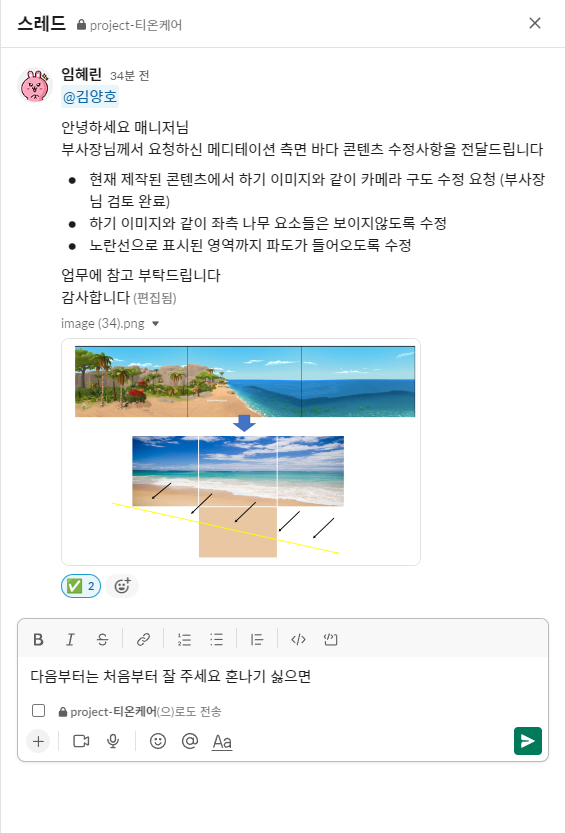 스레드 project-티온케어
임혜린 34분 전
@김양호
안녕하세요 매니저님
부사장님께서 요청하신 메디테이션 측면 바다 콘텐츠 수정사항을 전달드립니다
현재 제작된 콘텐츠에서 하기 이미지와 같이 카메라 구도 수정 요청 (부사장
님 검토 완료)
하기 이미지와 같이 좌측 나무 요소들은 보이지않도록 수정
노란선으로 표시된 영역까지 파도가 들어오도록 수정
업무에 참고 부탁드립니다
감사합니다 (편집됨)
image (34).png
2
B I S
다음부터는 처음부터 잘 주세요 혼나기 싫으면
project-티온케어(으)로도 전송
Aa